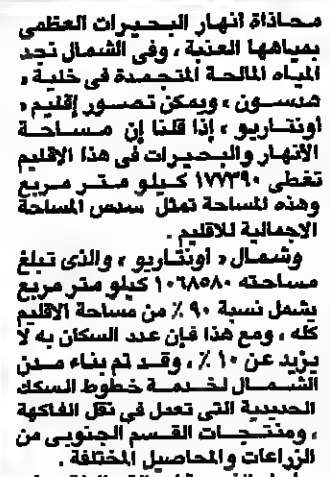 محاذاة أنهار البحيرات العظمى
بمياهها العذبة ، وفى الشمال نجد
المياه المالحة المتجمدة فى خليج «
هدسون » ويمكن تصور إقليم «
أونتاريو » ، إذا قلنا إن مساحة
الأنهار والبحيرات فى هذا الإقليم
تغطى ١٧٧٣٩٠ كيلو متر مربع
وهذه المساحة تمثل سدس المساحة
الاجمالية للاقليم .
وشمال « أونتاريو » والذى تبلغ
مساحته ١٠٦٨٥٨٠ كيلو متر مربع
يشمل نسبة ٩٠ ٪ من مساحة الاقليم
كله ، ومع هذا فإن عدد السكان به لا
يزيد عن ١٠ ٪ ، وقد تم بناء مدن
الشمال لخدمة خطوط السكك
الحديدية التى تعمل فى نقل الفاكهة
، ومنتجات القسم الجنوبى من
الزراعات والمحاصيل المختلفة .